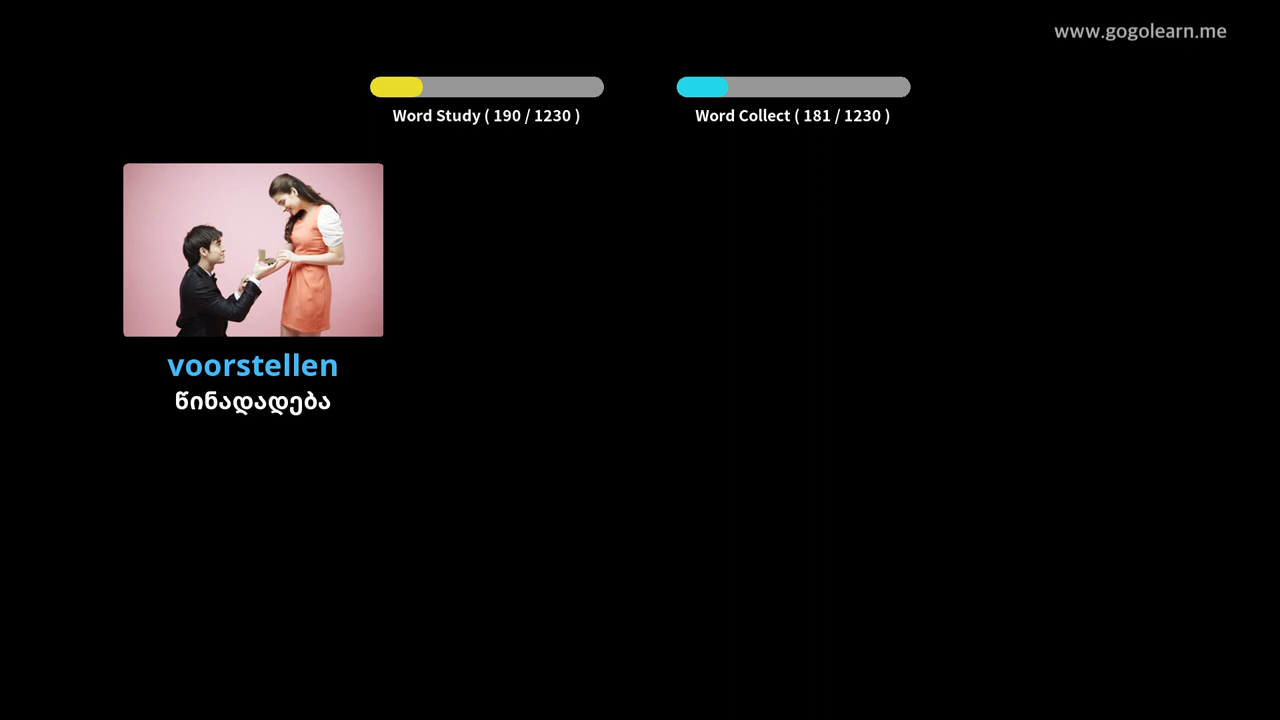 www.gogolearn.me
Word Study ( 190 / 1230 )
Word Collect ( 181 / 1230 )
voorstellen
წინადადება